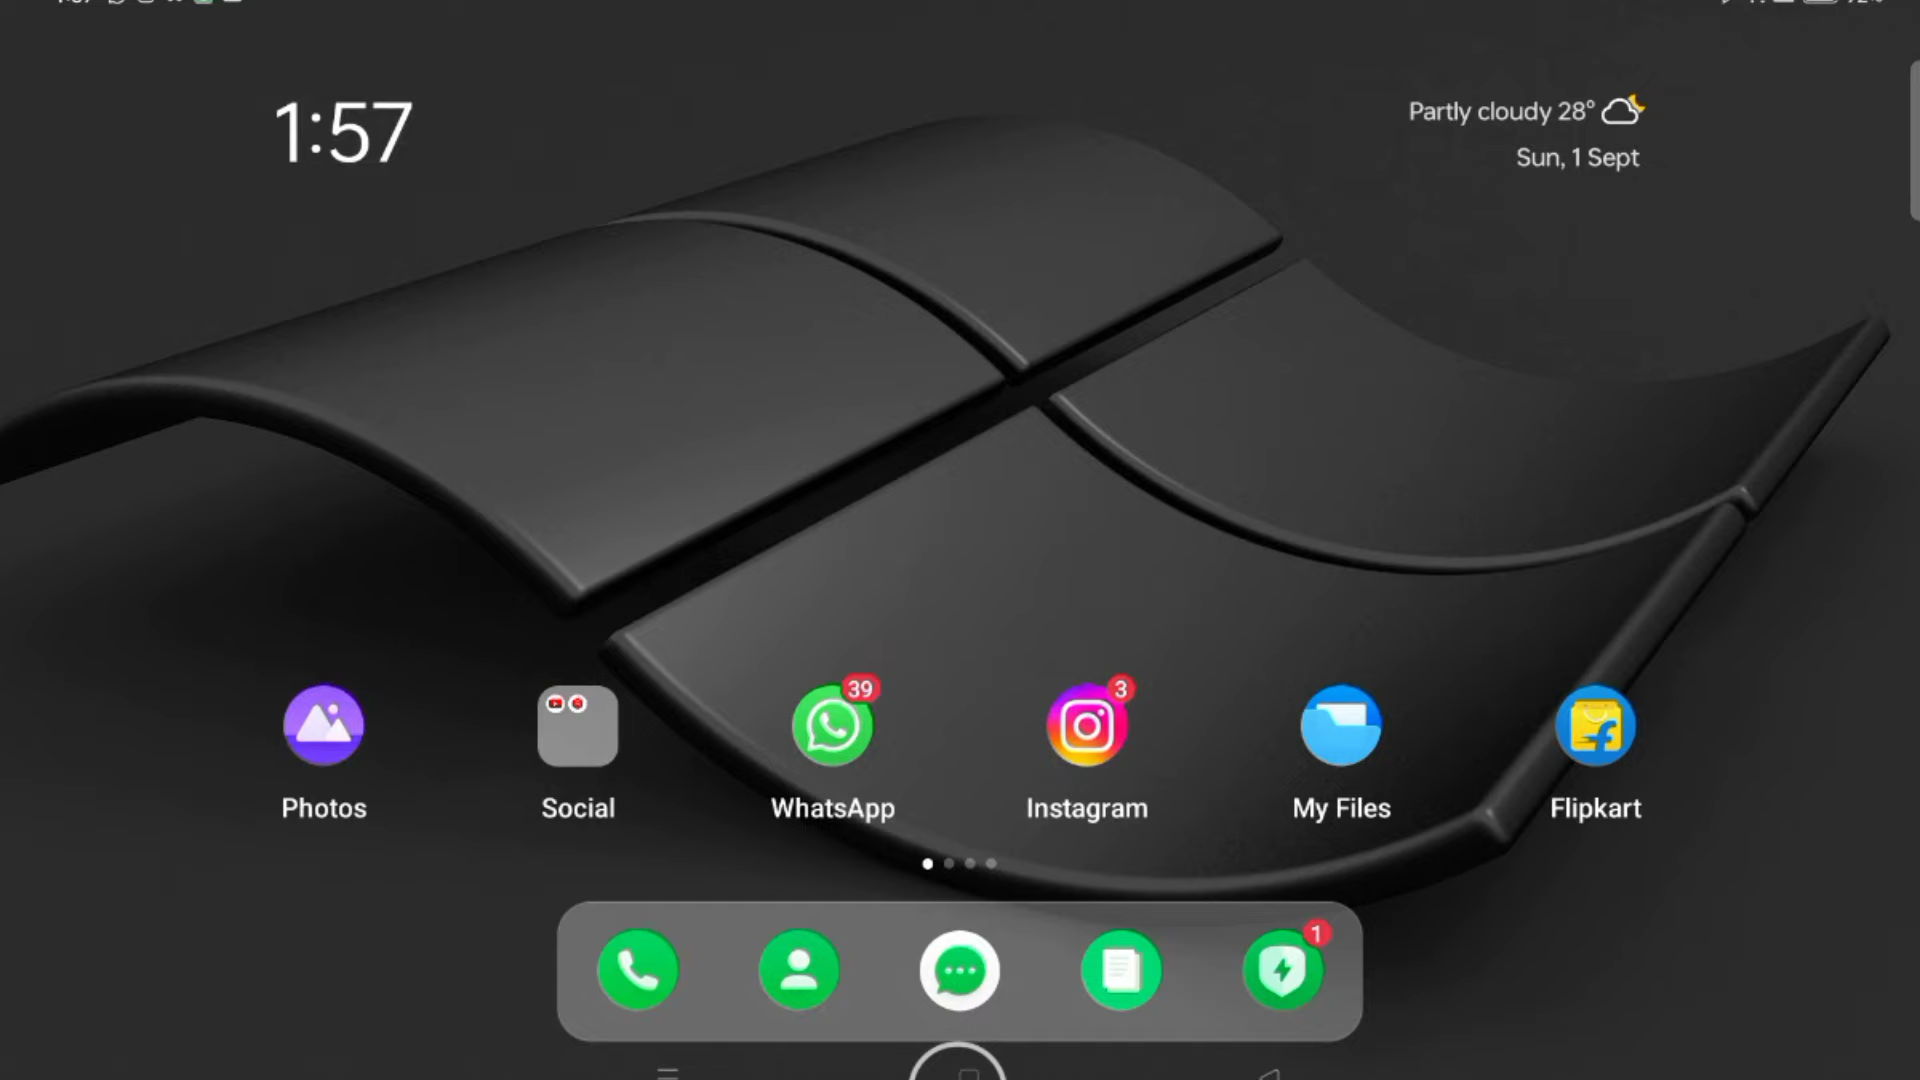 1:57
Partly cloudy 28°
Sun, 1 Sept
39
3
Photos
Social
WhatsApp
Instagram
My Files
Flipkart
1